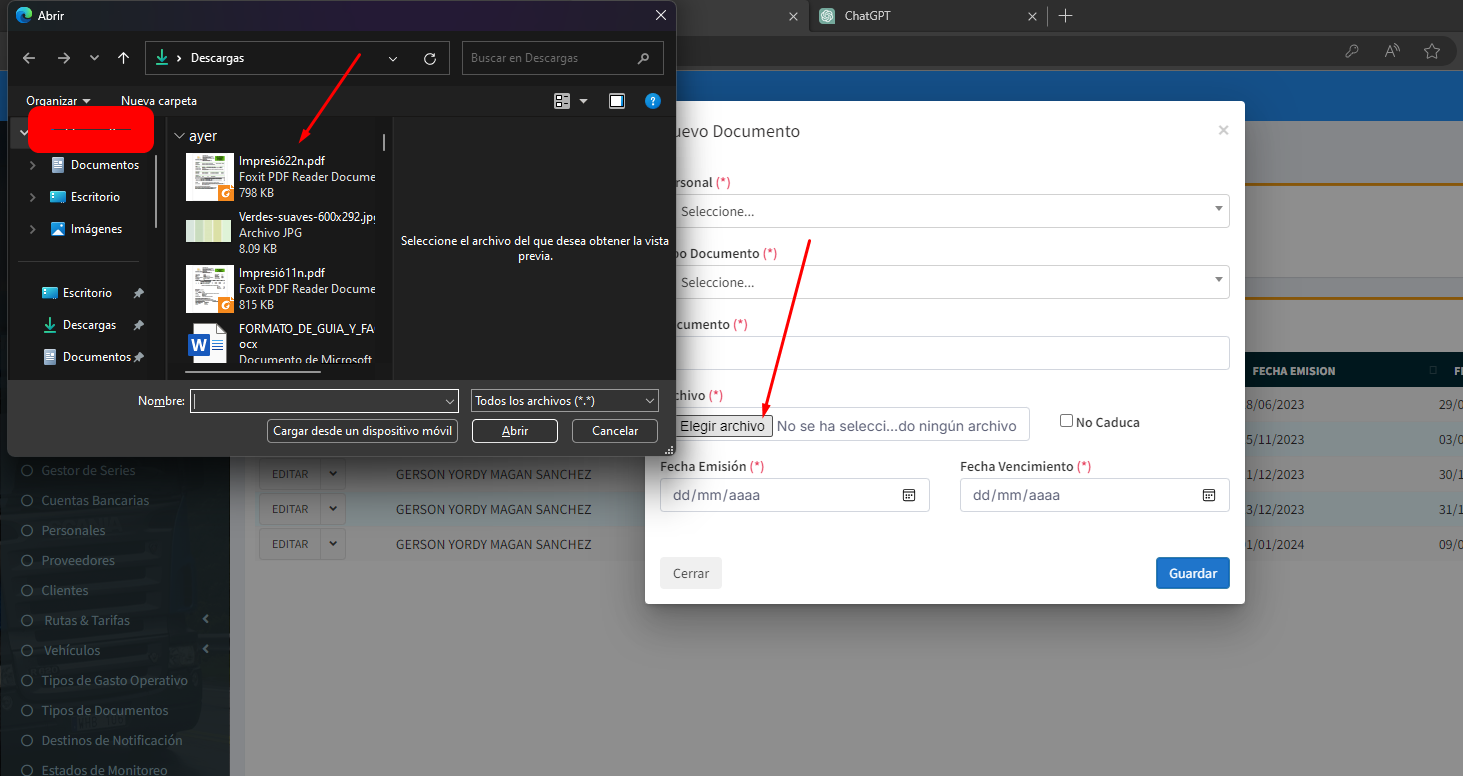 Abrir
ChatGPT
Descargas
Buscar en Descargas
Organizar
Nueva carpeta
Documentos
Escritorio
Imágenes
Escritorio
Descargas
Documentos
ayer
Impresió22n.pdf
Foxit PDF Reader Docume
798 KB
Verdes-suaves-600x292.jpg
Archivo JPG
8.09 KB
Impresió11n.pdf
Foxit PDF Reader Docume
815 KB
FORMATO_DE_GUIA_Y_FA
ocx
Documento de Microsoft
Seleccione el archivo del que desea obtener la vista
previa.
Nombre:
Todos los archivos (*.*)
Cargar desde un dispositivo móvil
Abrir
Cancelar
uevo Documento
rsonal (*)
Seleccione...
po Documento (*)
Seleccione...
cumento (*)
chivo (*)
Elegir archivo No se ha selecci...do ningún archivo
No Caduca
Fecha Emisión (*)
Fecha Vencimiento (*)
dd/mm/aaaa
dd/mm/aaaa
Cerrar
Guardar
FECHA EMISION
8/06/2023 29/0
5/11/2023 03/0
EDITAR GERSON YORDY MAGAN SANCHEZ 1/12/2023 30/1
EDITAR GERSON YORDY MAGAN SANCHEZ 3/12/2023 31/1
EDITAR GERSON YORDY MAGAN SANCHEZ 1/01/2024 09/0
Gestor de Series
Cuentas Bancarias
Personales
Proveedores
Clientes
Rutas & Tarifas
Vehículos
Tipos de Gasto Operativo
Tipos de Documentos
Destinos de Notificación
Estados de Monitoreo